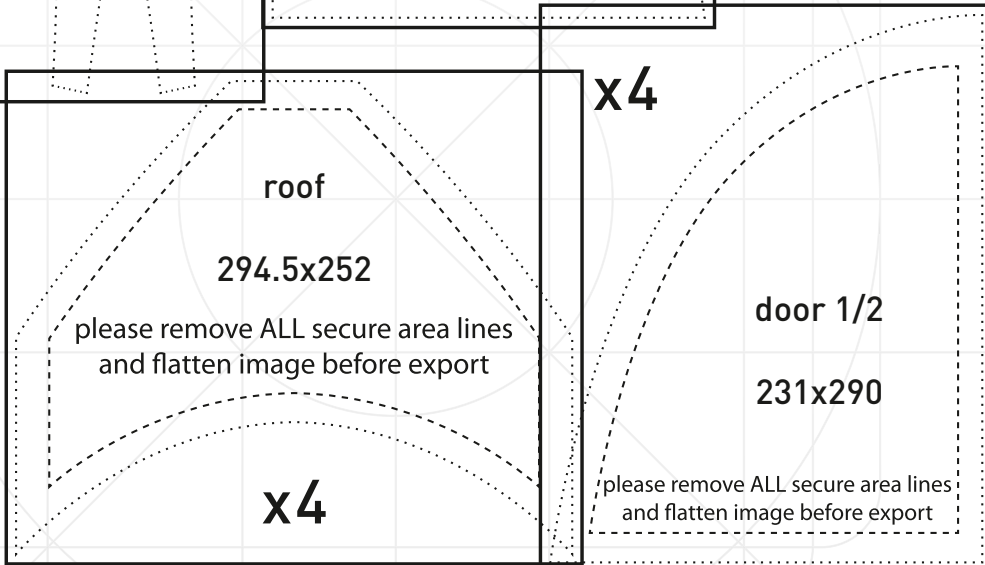 roof
294.5x252
please remove ALL secure area lines
and flatten image before export
x4
x4
door 1/2
231x290
please remove ALL secure area lines
and flatten image before export